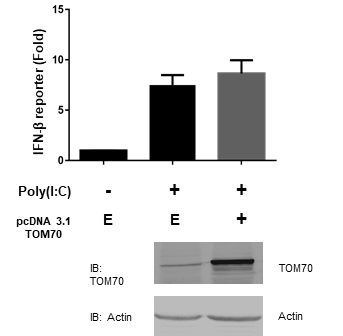 15
10
5
0
IFN-β reporter (Fold)
Poly(I:C) - + +
pcDNA 3.1 E E +
TOM70
IB: TOM70
TOM70
IB: Actin Actin